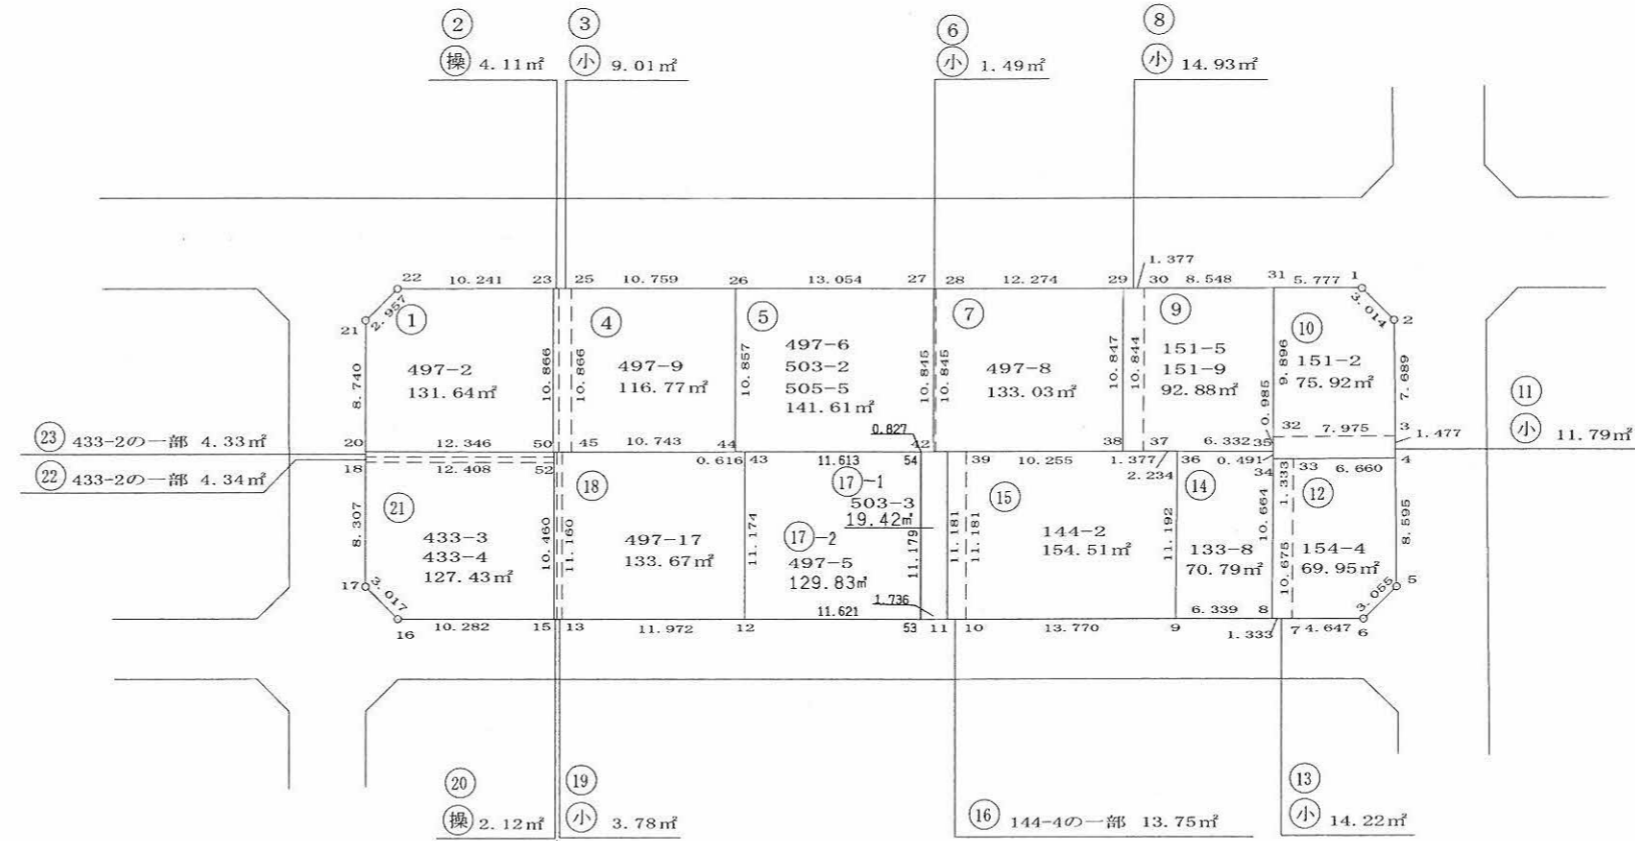 ② ③ ⑥ ⑧
操 4.11㎡ 小 9.01㎡ 小 1.49㎡ 小 14.93㎡
1.377
22 10.241 23 25 10.759 26 13.054 27 28 12.274 29 30 8.548 31 5.777 1
2.957 3.014
21 2
① ④ ⑤ ⑦ ⑨ ⑩
497-2
131.64㎡
497-9
116.77㎡
497-6
503-2
505-5
141.61㎡
497-8
133.03㎡
151-5
151-9
92.88㎡
151-2
75.92㎡
8.740 10.866 10.866 10.857 10.845 10.845 10.847 10.844 0.985 9.896 7.689
⑪
小 11.79㎡
0.827
32 7.975 3
1.477
㉓ 433-2の一部 4.33㎡
20 12.346 50 45 10.743 44 42 38 37 6.332 35 4
18 12.408 52 0.616 43 11.613 54 39 10.255 1.377 36 0.491 33 6.660
2.234 34
㉒ 433-2の一部 4.34㎡
㉑ ⑱ ⑰-1 ⑮ ⑭ ⑫
503-3
19.42㎡
433-3
433-4
127.43㎡
497-17
133.67㎡
⑰-2
497-5
129.83㎡
144-2
154.51㎡
133-8
70.79㎡
154-4
69.95㎡
8.307 10.460 11.160 11.174 11.179 11.181 11.181 11.192 10.664 1.333 10.675 8.595
17 5
3.017 3.055
1.736
11.621
6.339 8
16 10.282 15 13 11.972 12 53 11 10 13.770 9 1.333 7 4.647 6
⑳ ⑲ ⑬
操 2.12㎡ 小 3.78㎡ ⑯ 144-4の一部 13.75㎡ 小 14.22㎡